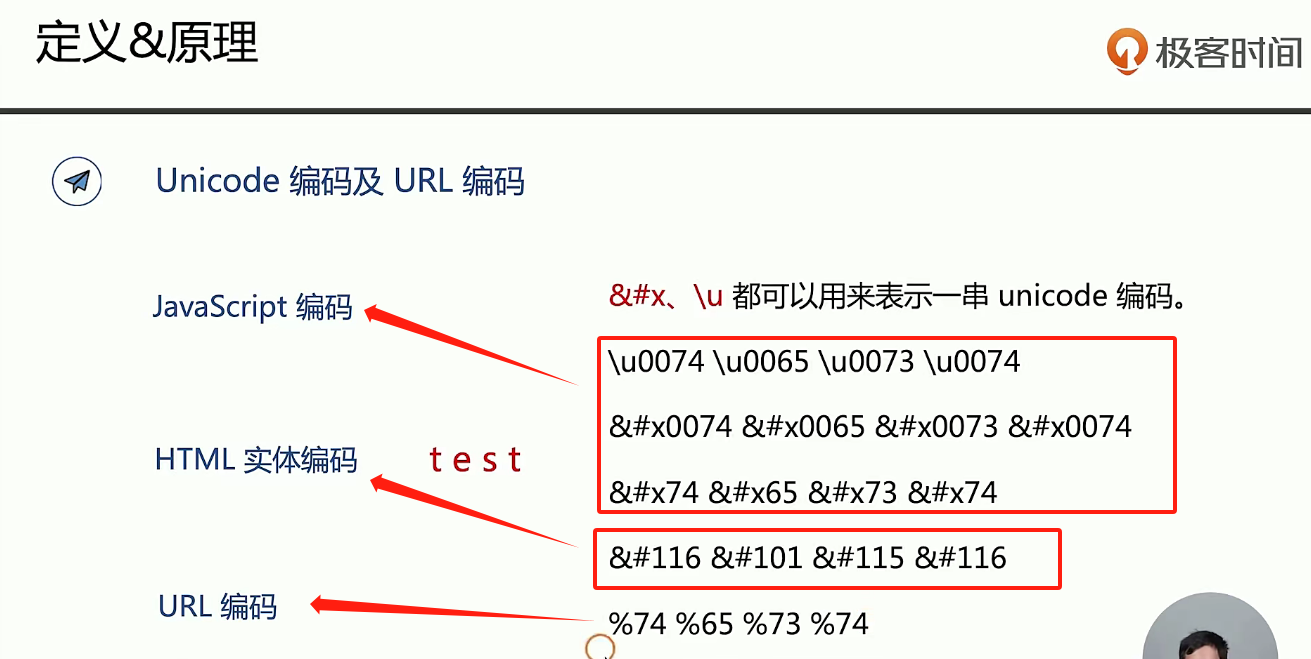 定义&原理
极客时间
Unicode 编码及 URL 编码
JavaScript 编码
&#x、\u 都可以用来表示一串 unicode 编码。
\u0074 \u0065 \u0073 \u0074
&#x0074 &#x0065 &#x0073 &#x0074
HTML 实体编码
t e s t
&#x74 &#x65 &#x73 &#x74
&#116 &#101 &#115 &#116
URL 编码
%74 %65 %73 %74